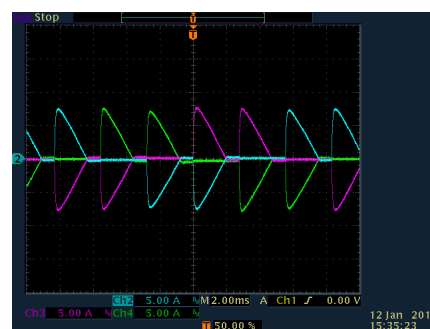 Stop
T
T
2
Ch2 5.00 A M 2.00ms A Ch1 0.00 V
Ch3 5.00 A Ch4 5.00 A
T 50.00 %
12 Jan 201
15:35:23